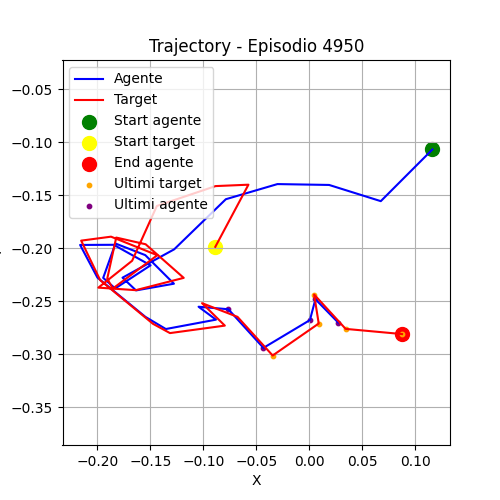 Trajectory - Episodio 4950
Agente
Target
Start agente
Start target
End agente
Ultimi target
Ultimi agente
−0.05
−0.10
−0.15
−0.20
−0.25
−0.30
−0.35
−0.20
−0.15
−0.10
−0.05
0.00
0.05
0.10
X